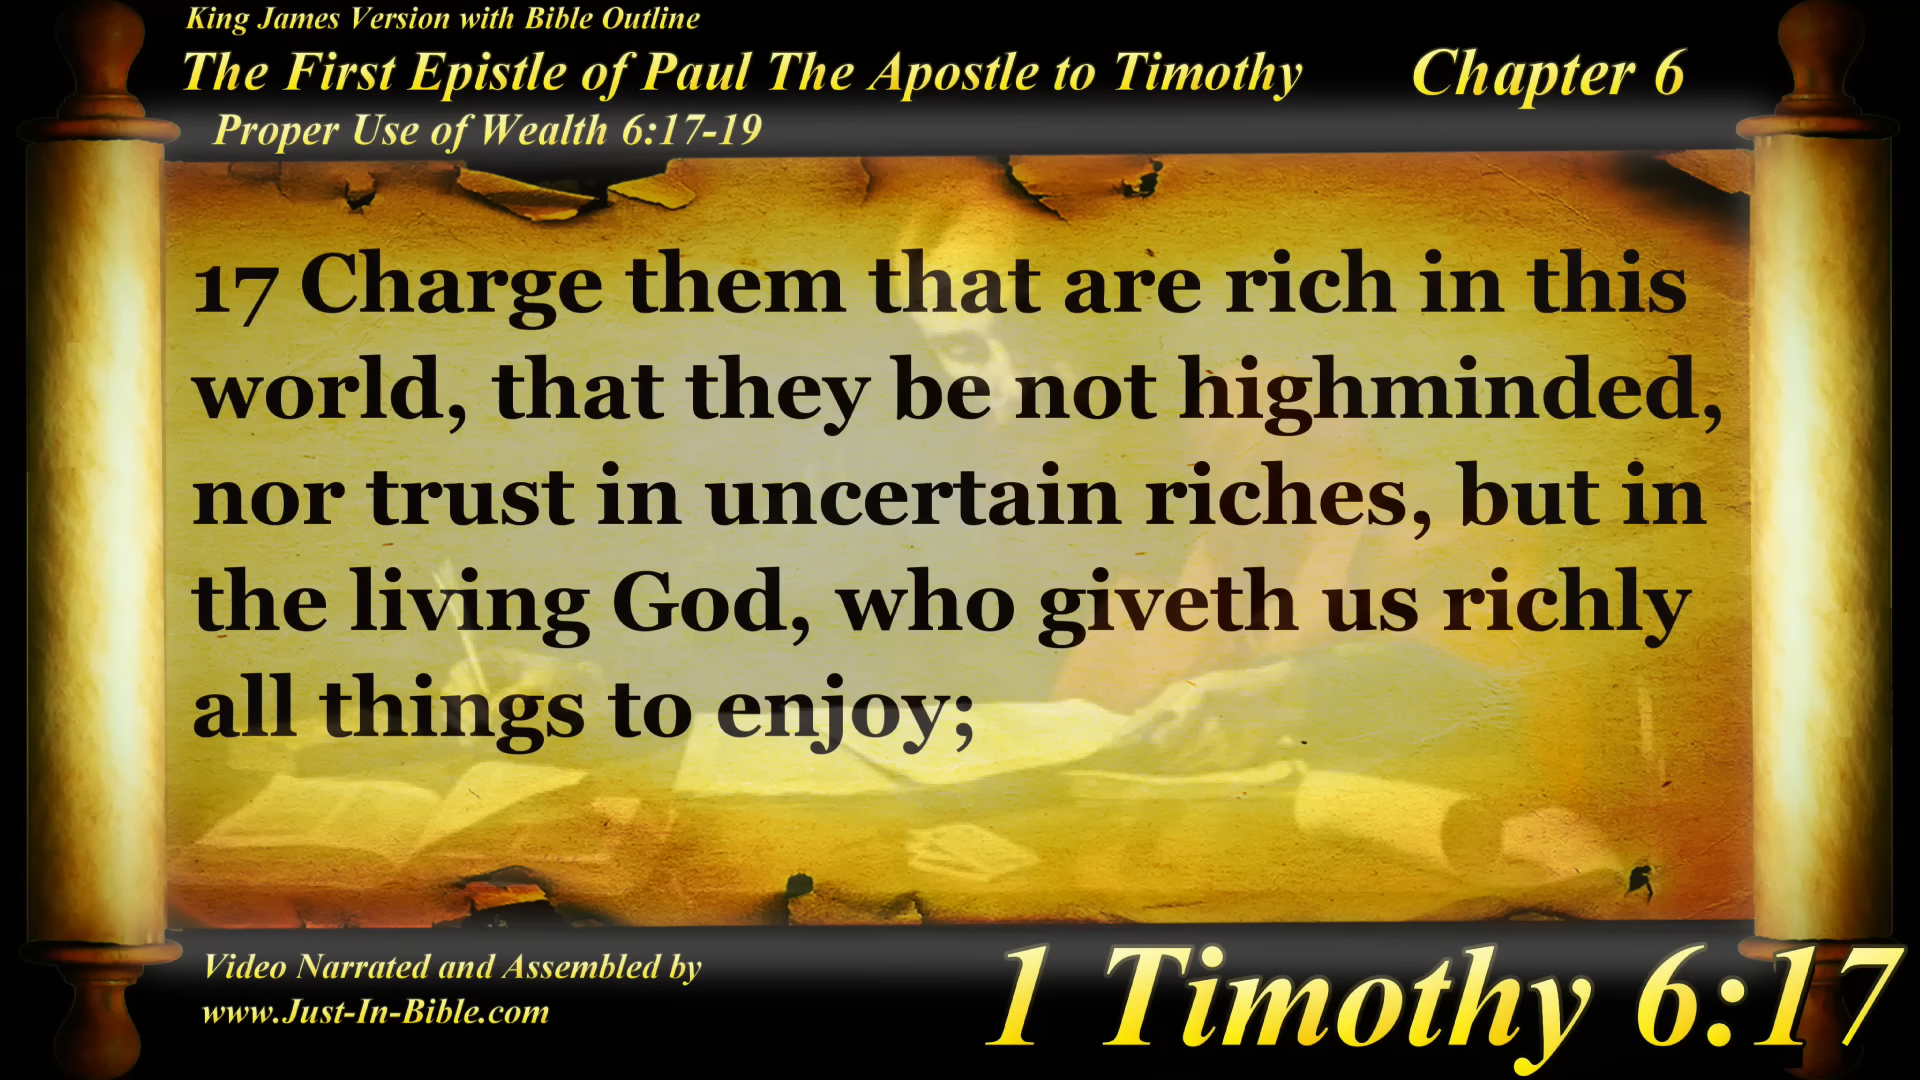 King James Version with Bible Outline
The First Epistle of Paul The Apostle to Timothy
Chapter 6
Proper Use of Wealth 6:17-19
17 Charge them that are rich in this
world, that they be not highminded,
nor trust in uncertain riches, but in
the living God, who giveth us richly
all things to enjoy;
Video Narrated and Assembled by
www.Just-In-Bible.com
1 Timothy 6:17